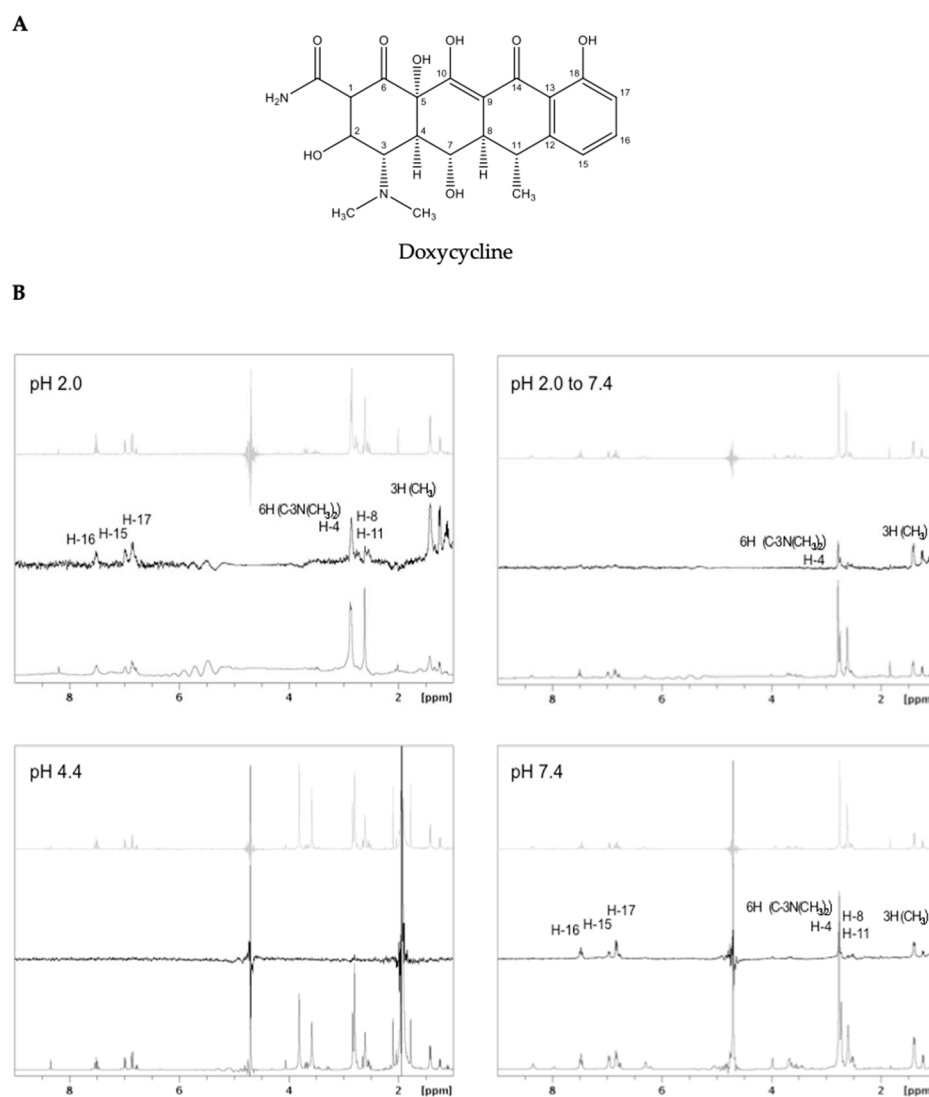 A
O
O
OH
OH
O
OH
H₂N
1
6
5
10
9
14
13
18
17
16
15
12
11
8
7
4
3
2
HO
H
OH
H
CH₃
N
H₃C
CH₃
Doxycycline
B
pH 2.0
H-16
H-15
H-17
6H (C-3N(CH₃)₂)
H-4
H-8
H-11
3H (CH₃)
8 6 4 2 [ppm]
pH 2.0 to 7.4
6H (C-3N(CH₃)₂)
H-4
3H (CH₃)
8 6 4 2 [ppm
pH 4.4
8 6 4 2 [ppm]
pH 7.4
H-16
H-15
H-17
6H (C-3N(CH₃)₂)
H-4
H-8
H-11
3H (CH₃)
8 6 4 2 [ppm